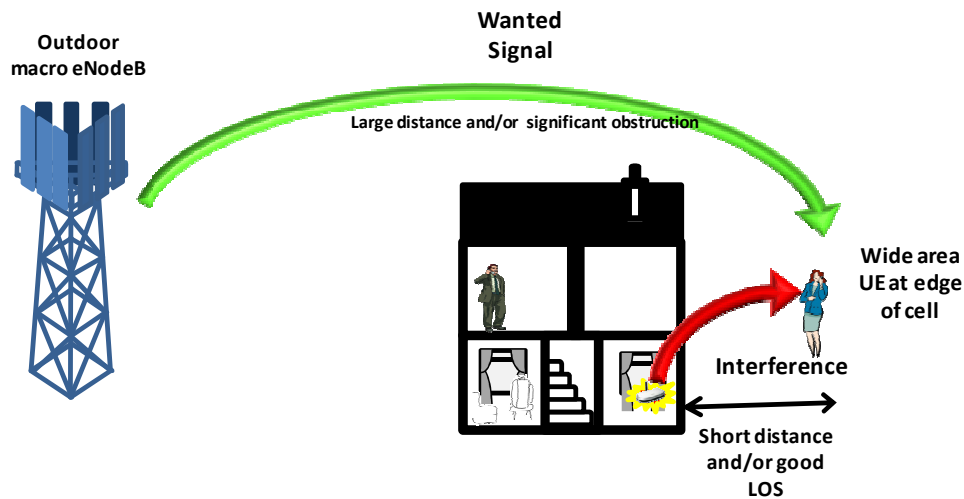 Outdoor
macro eNodeB
Wanted
Signal
Large distance and/or significant obstruction
Wide area
UE at edge
of cell
Interference
Short distance
and/or good
LOS